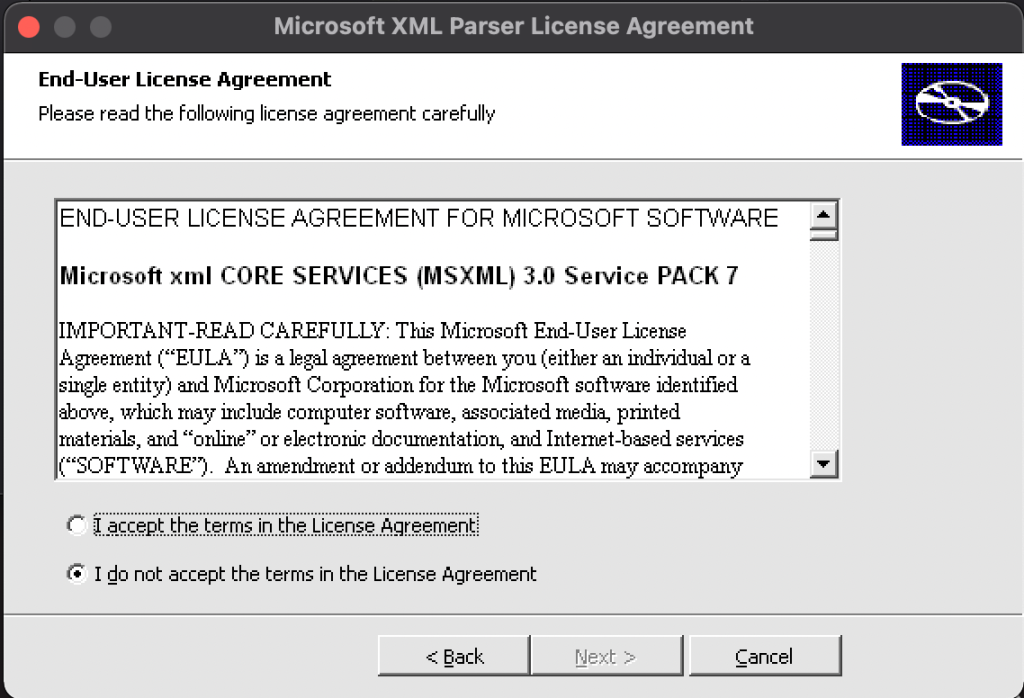 Microsoft XML Parser License Agreement
End-User License Agreement
Please read the following license agreement carefully
END-USER LICENSE AGREEMENT FOR MICROSOFT SOFTWARE
Microsoft xml CORE SERVICES (MSXML) 3.0 Service PACK 7
IMPORTANT-READ CAREFULLY: This Microsoft End-User License
Agreement (“EULA”) is a legal agreement between you (either an individual or a
single entity) and Microsoft Corporation for the Microsoft software identified
above, which may include computer software, associated media, printed
materials, and “online” or electronic documentation, and Internet-based services
(“SOFTWARE”).  An amendment or addendum to this EULA may accompany
I accept the terms in the License Agreement
I do not accept the terms in the License Agreement
< Back
Next >
Cancel